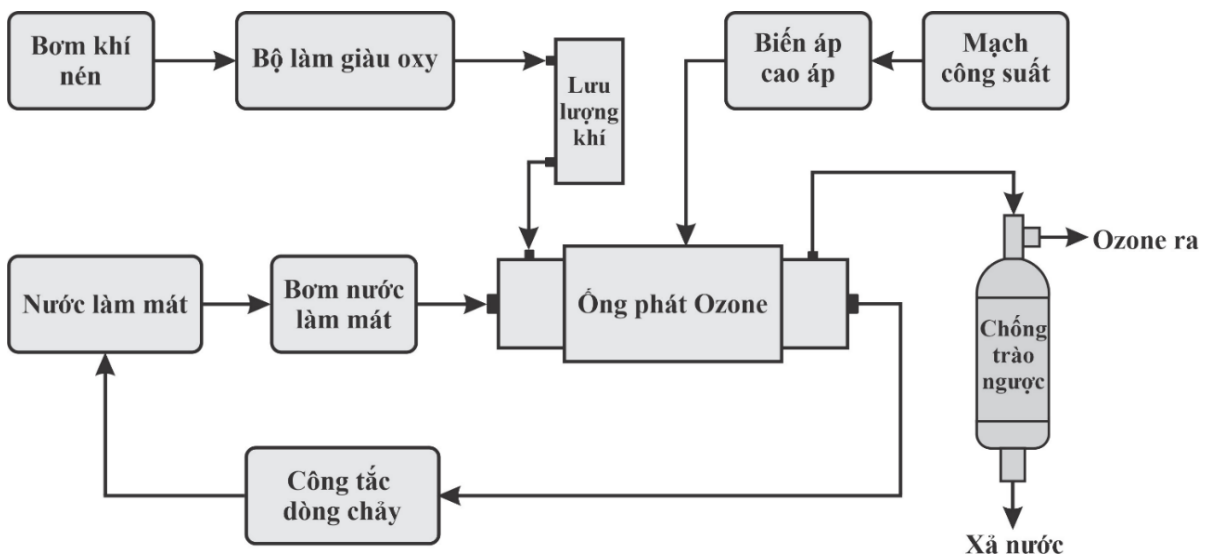 Bơm khí
nén
Bộ làm giàu oxy
Lưu
lượng
khí
Biến áp
cao áp
Mạch
công suất
Nước làm mát
Bơm nước
làm mát
Ống phát Ozone
Ozone ra
Chống
trào
ngược
Công tắc
dòng chảy
Xả nước